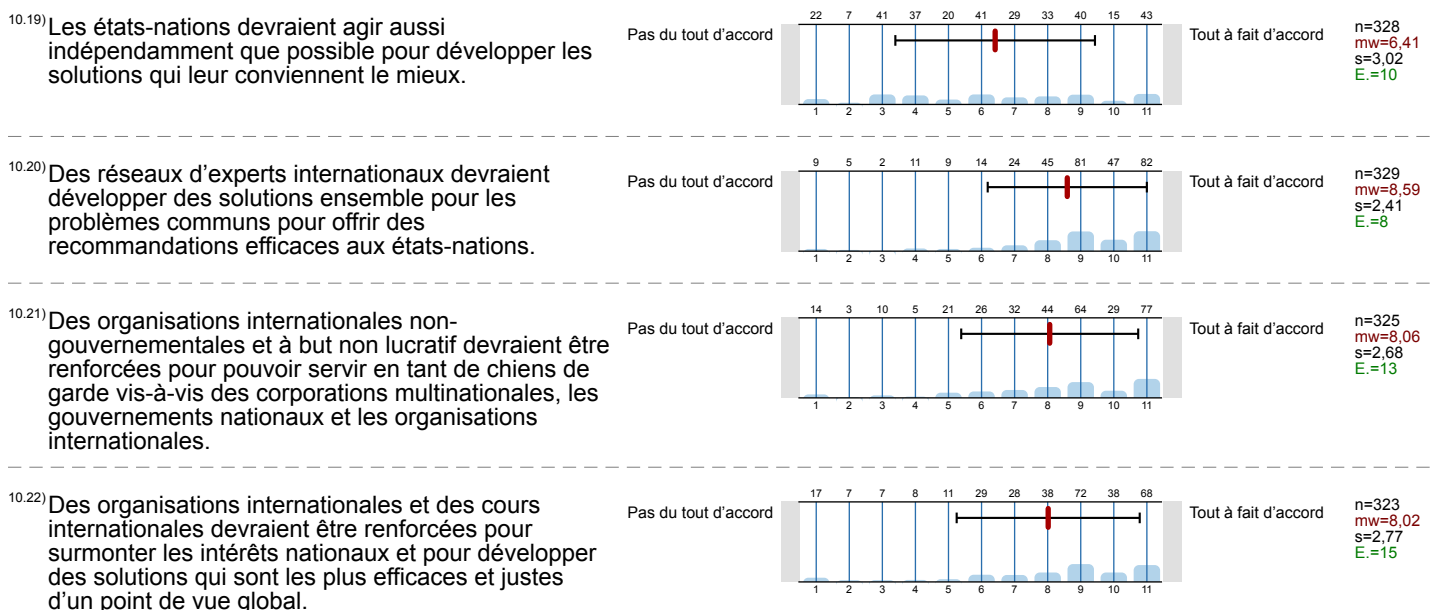 10.19) Les états-nations devraient agir aussi
indépendamment que possible pour développer les
solutions qui leur conviennent le mieux.
Pas du tout d'accord
22 7 41 37 20 41 29 33 40 15 43
1 2 3 4 5 6 7 8 9 10 11
Tout à fait d'accord
n=328
mw=6,41
s=3,02
E.=10
10.20) Des réseaux d'experts internationaux devraient
développer des solutions ensemble pour les
problèmes communs pour offrir des
recommandations efficaces aux états-nations.
Pas du tout d'accord
9 5 2 11 9 14 24 45 81 47 82
1 2 3 4 5 6 7 8 9 10 11
Tout à fait d'accord
n=329
mw=8,59
s=2,41
E.=8
10.21) Des organisations internationales non-
gouvernementales et à but non lucratif devraient être
renforcées pour pouvoir servir en tant de chiens de
garde vis-à-vis des corporations multinationales, les
gouvernements nationaux et les organisations
internationales.
Pas du tout d'accord
14 3 10 5 21 26 32 44 64 29 77
1 2 3 4 5 6 7 8 9 10 11
Tout à fait d'accord
n=325
mw=8,06
s=2,68
E.=13
10.22) Des organisations internationales et des cours
internationales devraient être renforcées pour
surmonter les intérêts nationaux et pour développer
des solutions qui sont les plus efficaces et justes
d'un point de vue global.
Pas du tout d'accord
17 7 7 8 11 29 28 38 72 38 68
1 2 3 4 5 6 7 8 9 10 11
Tout à fait d'accord
n=323
mw=8,02
s=2,77
E.=15